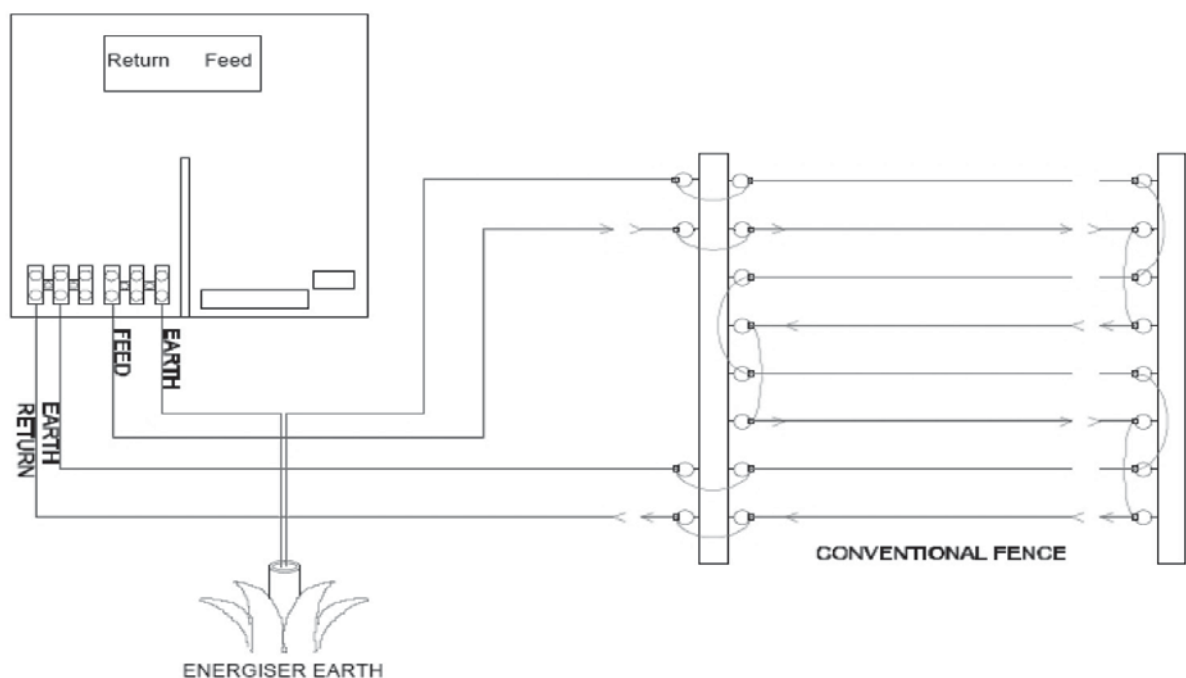 Return Feed
FEED
EARTH
RETURN
EARTH
CONVENTIONAL FENCE
ENERGISER EARTH